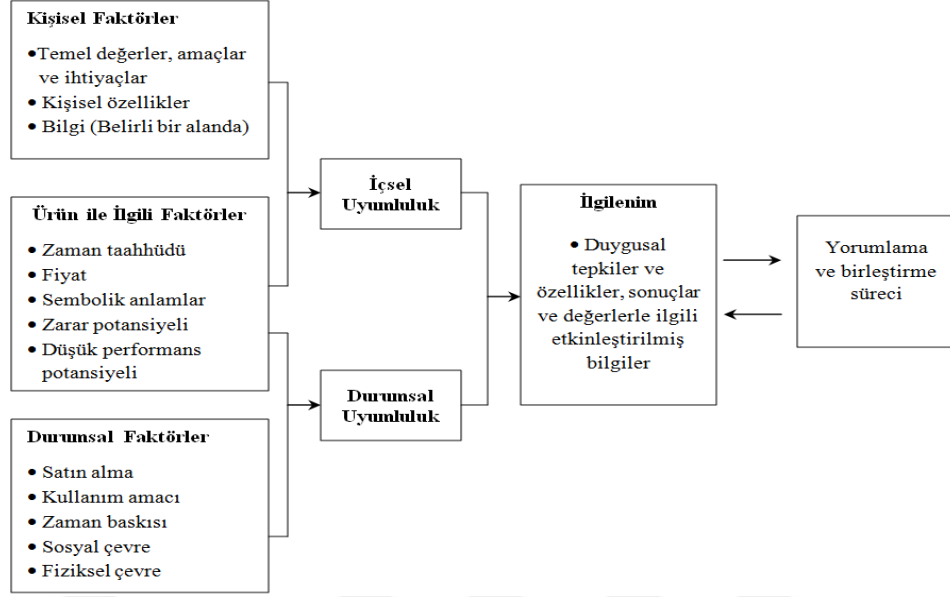 Kişisel Faktörler
•Temel değerler, amaçlar
ve ihtiyaçlar
• Kişisel özellikler
• Bilgi (Belirli bir alanda)
Ürün ile İlgili Faktörler
• Zaman taahhüdü
• Fiyat
• Sembolik anlamlar
• Zarar potansiyeli
• Düşük performans
potansiyeli
Durumsal Faktörler
• Satın alma
• Kullanım amacı
• Zaman baskısı
• Sosyal çevre
• Fiziksel çevre
İçsel
Uyumluluk
Durumsal
Uyumluluk
İlgilenim
• Duygusal
tepkiler ve
özellikler, sonuçlar
ve değerlerle ilgili
etkinleştirilmiş
bilgiler
Yorumlama
ve birleştirme
süreci